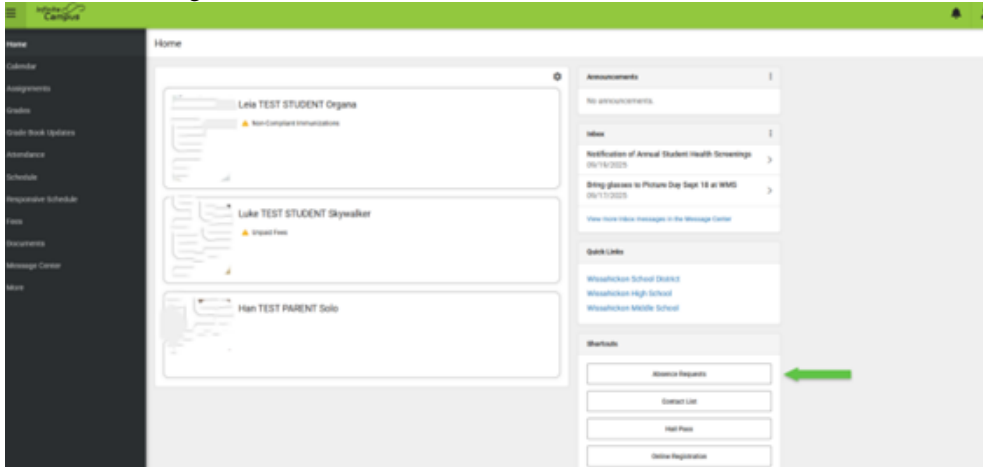 Infinite
Campus
Home
Calendar
Assignments
Grades
Grade Book Updates
Attendance
Schedule
Responsive Schedule
Fees
Documents
Message Center
More
Home
Leia TEST STUDENT Organa
Non-Compliant Immunizations
Luke TEST STUDENT Skywalker
Unpaid Fees
Han TEST PARENT Solo
Announcements
No announcements.
Inbox
Notification of Annual Student Health Screenings
09/19/2025
Bring glasses to Picture Day Sept 18 at WMS
09/17/2025
View more inbox messages in the Message Center
Quick Links
Wissahickon School District
Wissahickon High School
Wissahickon Middle School
Shortcuts
Absence Requests
Contact List
Hall Pass
Online Registration